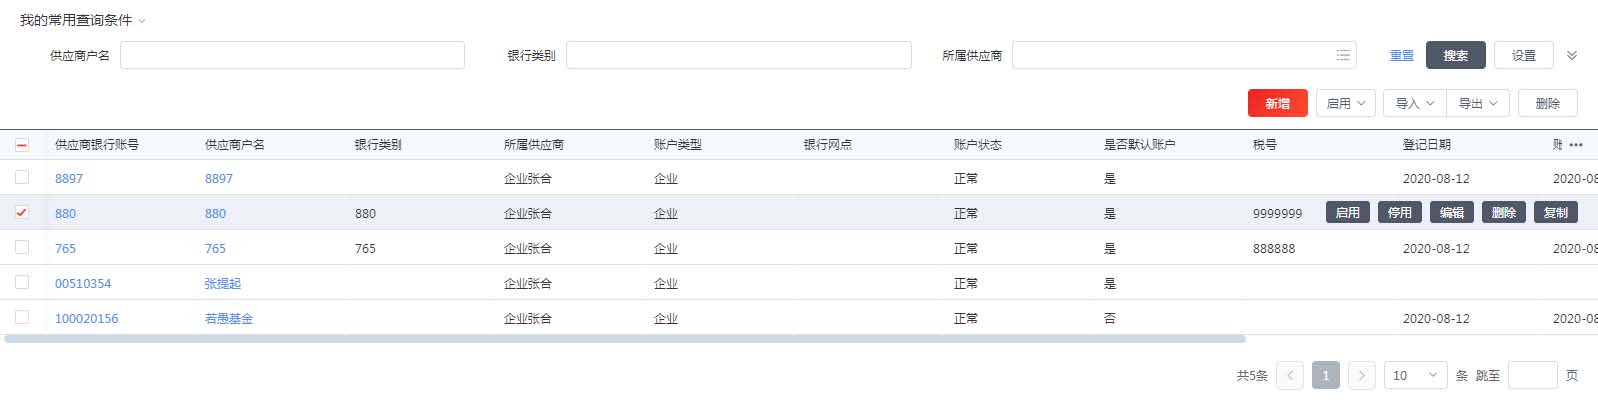 我的常用查询条件
供应商户名 银行类别 所属供应商 重置 搜索 设置
新增 启用 导入 导出 删除
供应商银行账号 供应商户名 银行类别 所属供应商 账户类型 银行网点 账户状态 是否默认账户 税号 登记日期 账 •••
8897 8897 企业张合 企业 正常 是 2020-08-12 2020-08
880 880 880 企业张合 企业 正常 是 9999999 启用 停用 编辑 删除 复制
765 765 765 企业张合 企业 正常 是 888888 2020-08-12 2020-08
00510354 张提起 企业张合 企业 正常 是
100020156 若愚基金 企业张合 企业 正常 否 2020-08-12 2020-08
共5条 1 10 条 跳至 页